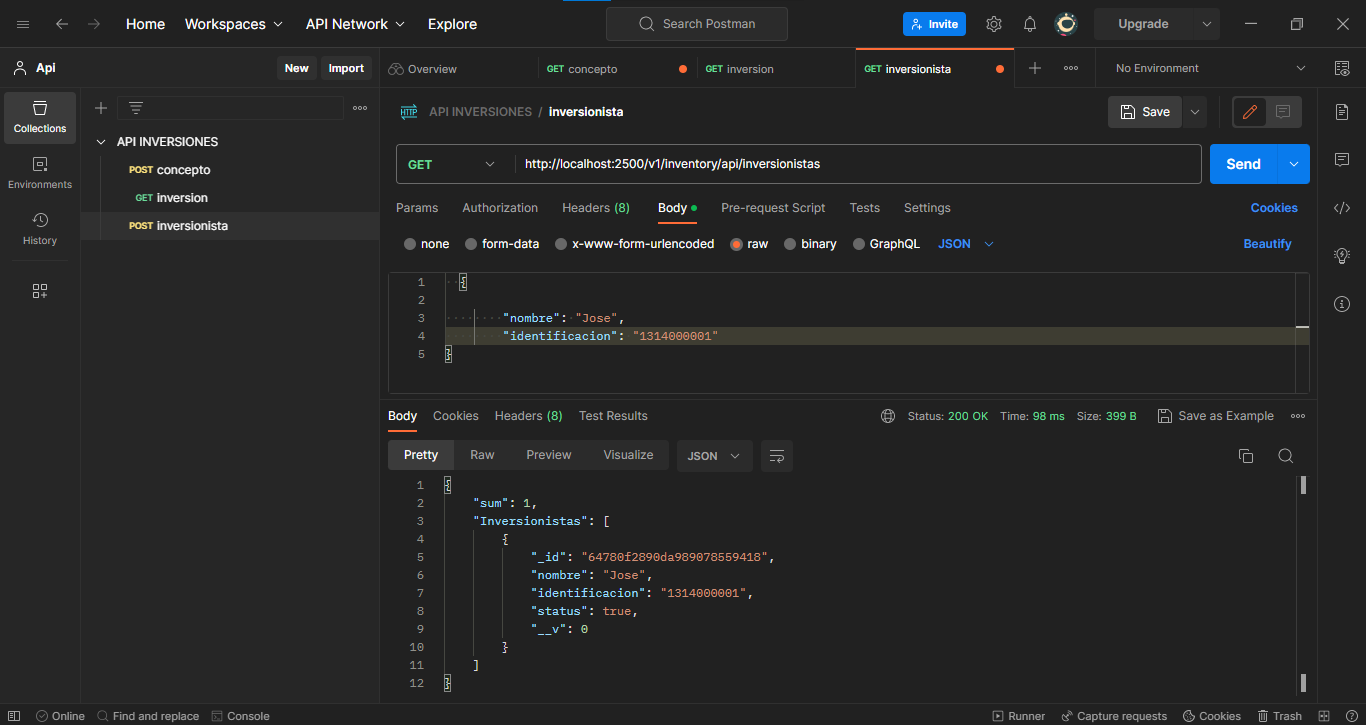 Home Workspaces API Network Explore Search Postman Invite Upgrade
Api New Import Overview GET concepto GET inversion GET inversionista No Environment
Collections
Environments
History
API INVERSIONES
POST concepto
GET inversion
POST inversionista
HTTP API INVERSIONES / inversionista Save
GET http://localhost:2500/v1/inventory/api/inversionistas Send
Params Authorization Headers (8) Body Pre-request Script Tests Settings Cookies
none form-data x-www-form-urlencoded raw binary GraphQL JSON Beautify
1 {
2
3 "nombre": "Jose",
4 "identificacion": "1314000001"
5 }
Body Cookies Headers (8) Test Results Status: 200 OK Time: 98 ms Size: 399 B Save as Example
Pretty Raw Preview Visualize JSON
1 {
2 "sum": 1,
3 "Inversionistas": [
4 {
5 "_id": "64780f2890da989078559418",
6 "nombre": "Jose",
7 "identificacion": "1314000001",
8 "status": true,
9 "__v": 0
10 }
11 ]
12 }
Online Find and replace Console Runner Capture requests Cookies Trash